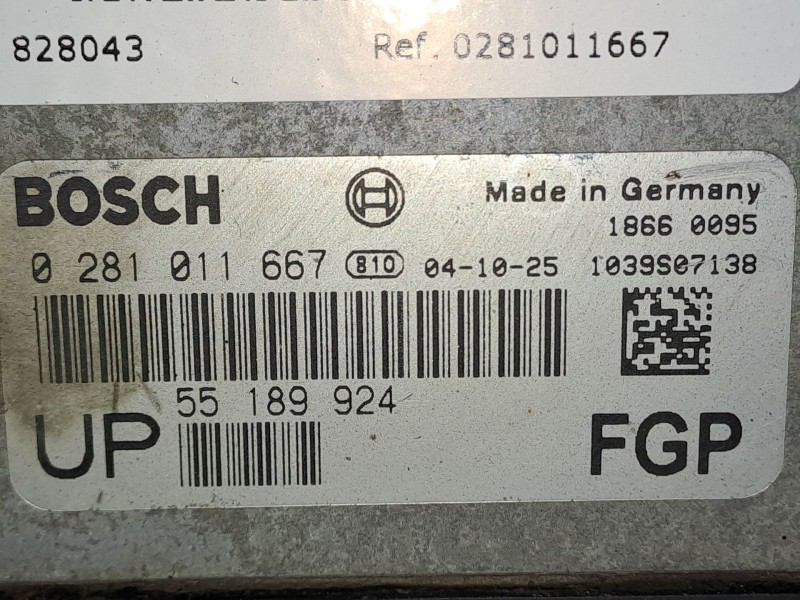 828043 Ref. 0281011667
BOSCH Made in Germany
1866 0095
0 281 011 667 810 04-10-25 1039S07138
55 189 924
UP FGP